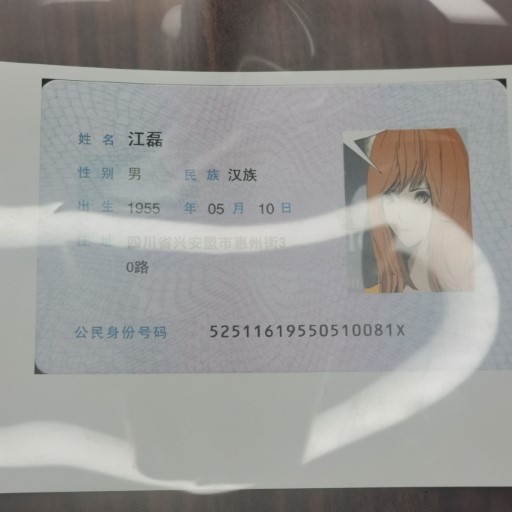 姓名 江磊
性别 男 民族 汉族
出生 1955 年 05 月 10 日
住址 四川省兴安盟市惠州街3
0路
公民身份号码 52511619550510081X